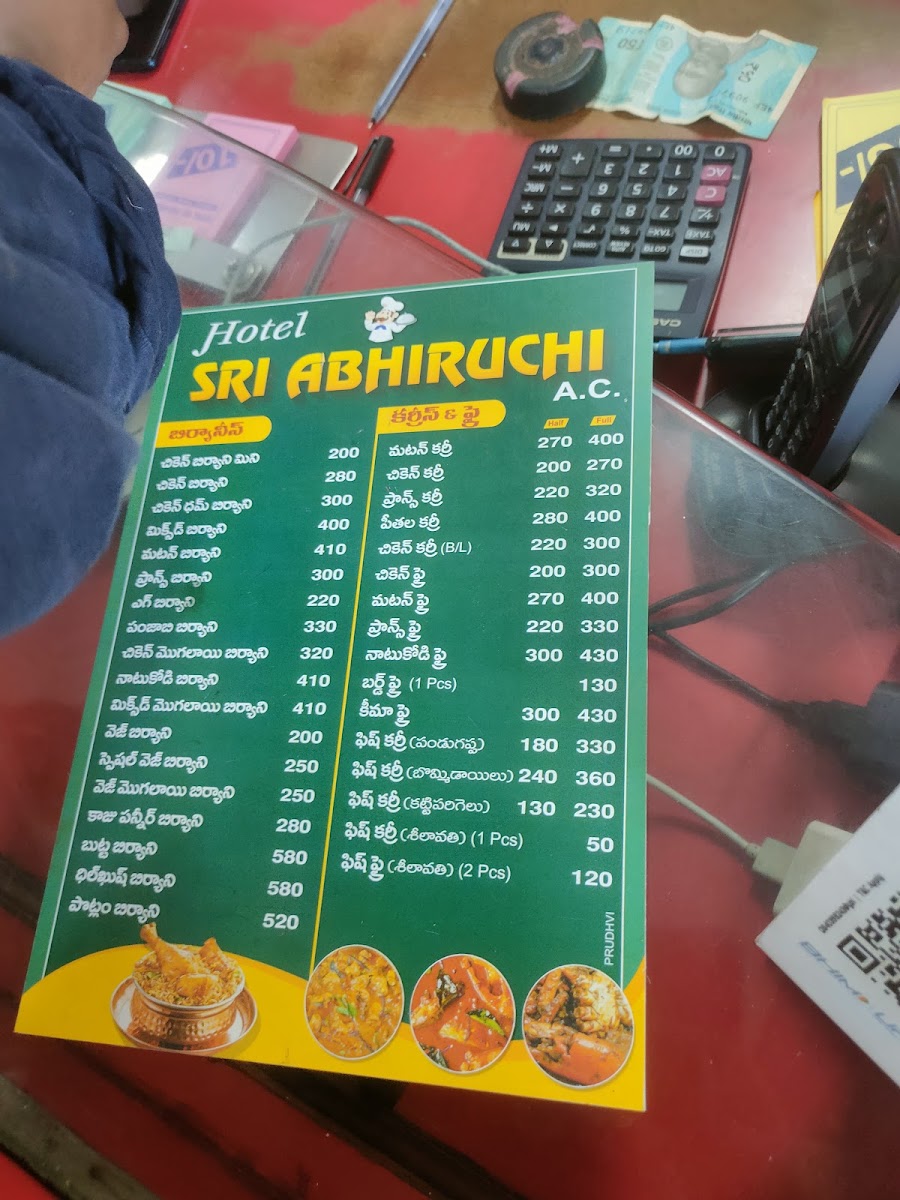 Hotel
SRI ABHIRUCHI
A.C.
బిర్యానీస్
చికెన్ బిర్యాని మిని 200
చికెన్ బిర్యాని 280
చికెన్ ధమ్ బిర్యాని 300
మిక్స్‌డ్ బిర్యాని 400
మటన్ బిర్యాని 410
ప్రాన్స్ బిర్యాని 300
ఎగ్ బిర్యాని 220
పంజాబి బిర్యాని 330
చికెన్ మొగలాయి బిర్యాని 320
నాటుకోడి బిర్యాని 410
మిక్స్‌డ్ మొగలాయి బిర్యాని 410
వెజ్ బిర్యాని 200
స్పెషల్ వెజ్ బిర్యాని 250
వెజ్ మొగలాయి బిర్యాని 250
కాజు పన్నీర్ బిర్యాని 280
బుట్ట బిర్యాని 580
ధిల్‌ఖుష్ బిర్యాని 580
పొట్లం బిర్యాని 520
కర్రీస్ & ఫ్రై
Half Full
మటన్ కర్రీ 270 400
చికెన్ కర్రీ 200 270
ప్రాన్స్ కర్రీ 220 320
పీతల కర్రీ 280 400
చికెన్ కర్రీ (B/L) 220 300
చికెన్ ఫ్రై 200 300
మటన్ ఫ్రై 270 400
ప్రాన్స్ ఫ్రై 220 330
నాటుకోడి ఫ్రై 300 430
బర్డ్ ఫ్రై (1 Pcs) 130
కీమా ఫ్రై 300 430
ఫిష్ కర్రీ (పండుగప్ప) 180 330
ఫిష్ కర్రీ (బొమ్మిడాయిలు) 240 360
ఫిష్ కర్రీ (కట్టిపరిగెలు) 130 230
ఫిష్ కర్రీ (శీలావతి) (1 Pcs) 50
ఫిష్ ఫ్రై (శీలావతి) (2 Pcs) 120
PRUDHVI